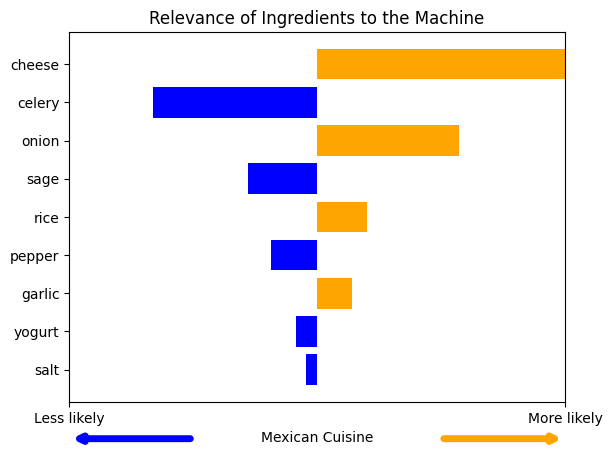 Relevance of Ingredients to the Machine
cheese
celery
onion
sage
rice
pepper
garlic
yogurt
salt
Less likely
More likely
Mexican Cuisine